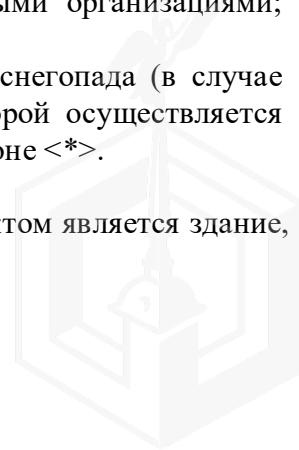 ыми организациями;
снегопада (в случае
рой осуществляется
оне <*>.
том является здание,